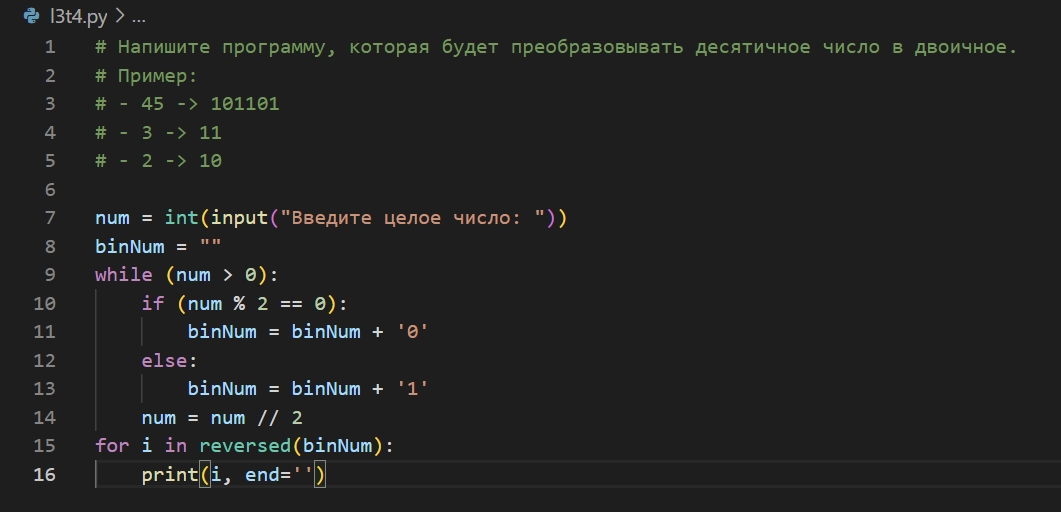 l3t4.py > ...
1 # Напишите программу, которая будет преобразовывать десятичное число в двоичное.
2 # Пример:
3 # - 45 -> 101101
4 # - 3 -> 11
5 # - 2 -> 10
6
7 num = int(input("Введите целое число: "))
8 binNum = ""
9 while (num > 0):
10     if (num % 2 == 0):
11         binNum = binNum + '0'
12     else:
13         binNum = binNum + '1'
14     num = num // 2
15 for i in reversed(binNum):
16     print(i, end='')